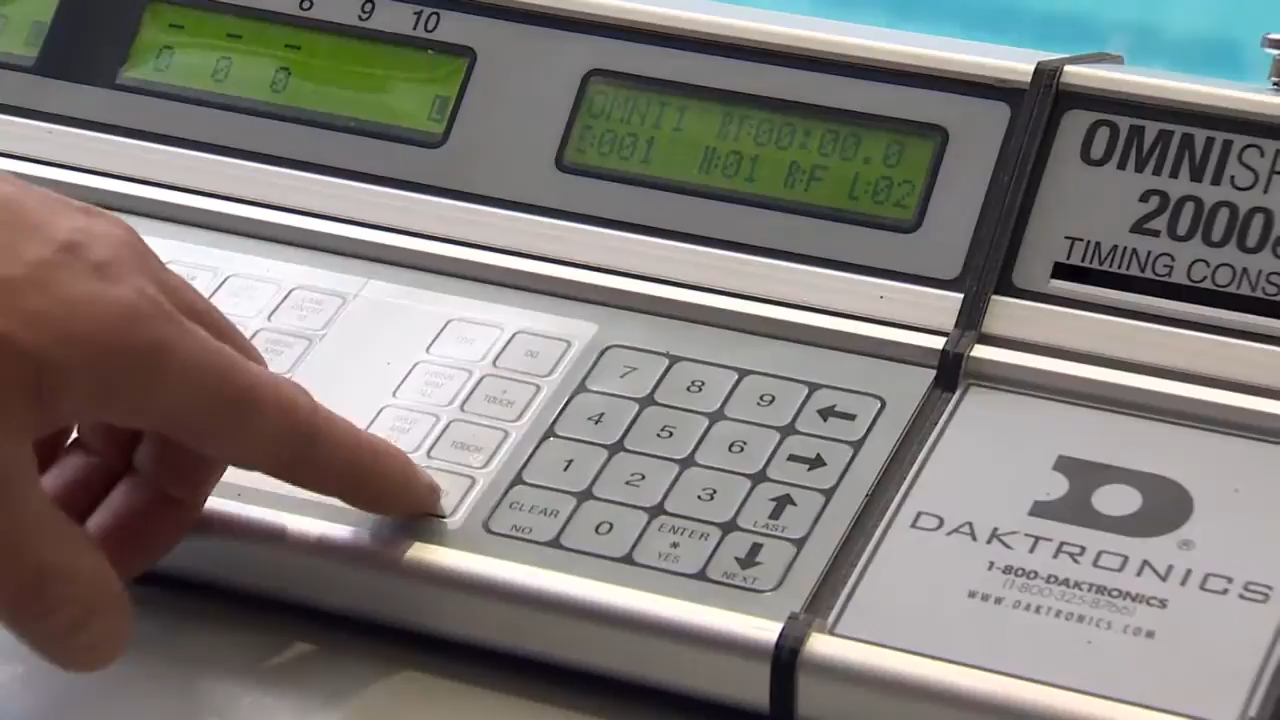 8 9 10
0 0 0
L
OMNII RT:00:00.0
E:001 H:01 R:F L:02
OMNISP
2000
TIMING CONS
DO
+
TOUCH
TOUCH
7 8 9
4 5 6
1 2 3
LAST
CLEAR
NO
0
ENTER
*
YES
NEXT
DAKTRONICS
®
1-800-DAKTRONICS
(1-800-325-8766)
WWW.DAKTRONICS.COM